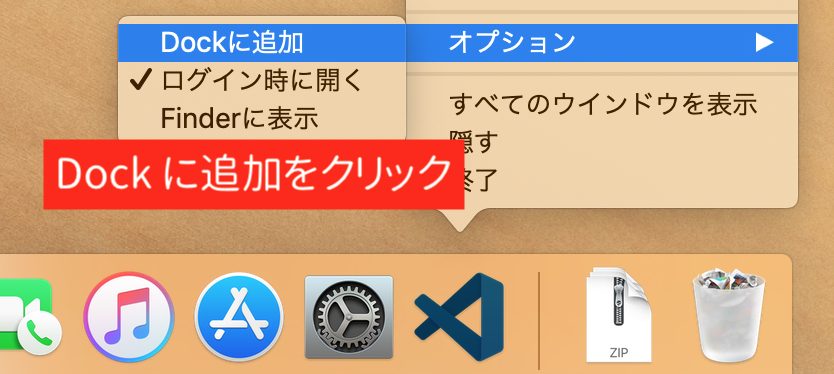 Dockに追加
✓ログイン時に開く
Finderに表示
オプション ▶
すべてのウインドウを表示
隠す
終了
Dock に追加をクリック
ZIP